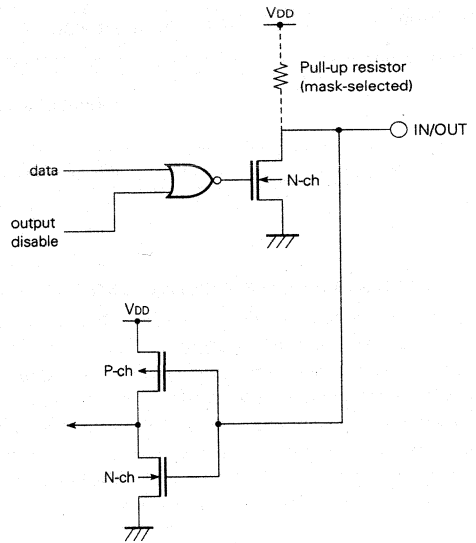 VDD
Pull-up resistor
(mask-selected)
IN/OUT
data
N-ch
output
disable
VDD
P-ch
N-ch